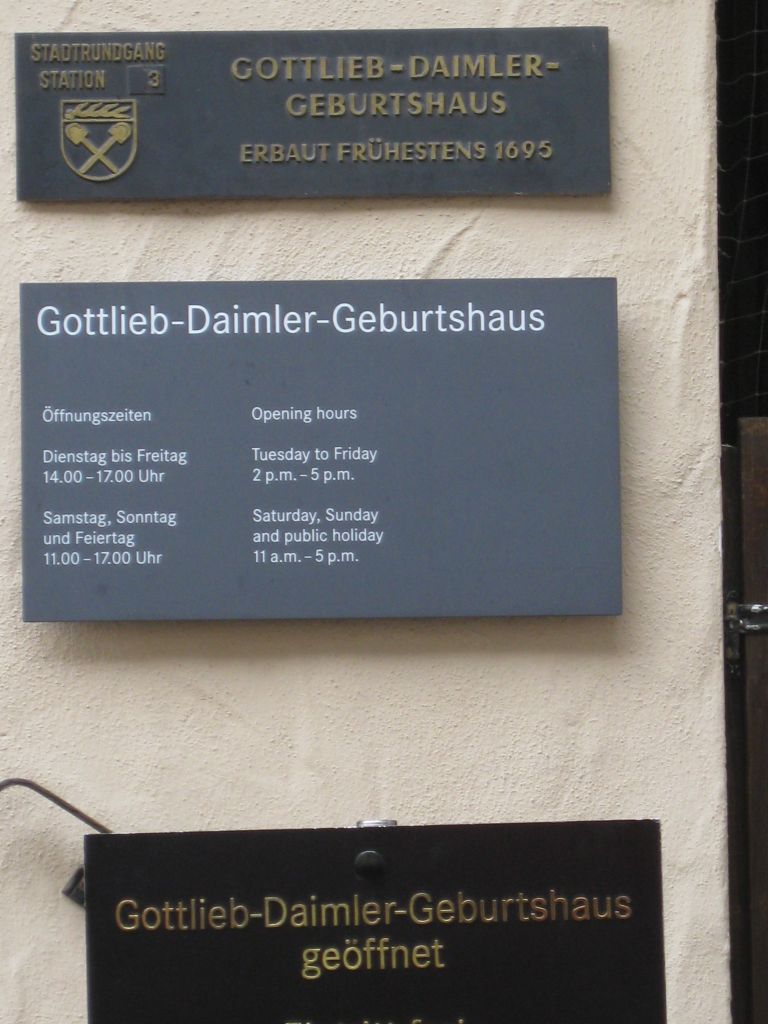 STADTRUNDGANG
STATION 3
GOTTLIEB-DAIMLER-
GEBURTSHAUS
ERBAUT FRÜHESTENS 1695
Gottlieb-Daimler-Geburtshaus
Öffnungszeiten
Dienstag bis Freitag
14.00 – 17.00 Uhr
Samstag, Sonntag
und Feiertag
11.00 – 17.00 Uhr
Opening hours
Tuesday to Friday
2 p.m. – 5 p.m.
Saturday, Sunday
and public holiday
11 a.m. – 5 p.m.
Gottlieb-Daimler-Geburtshaus
geöffnet